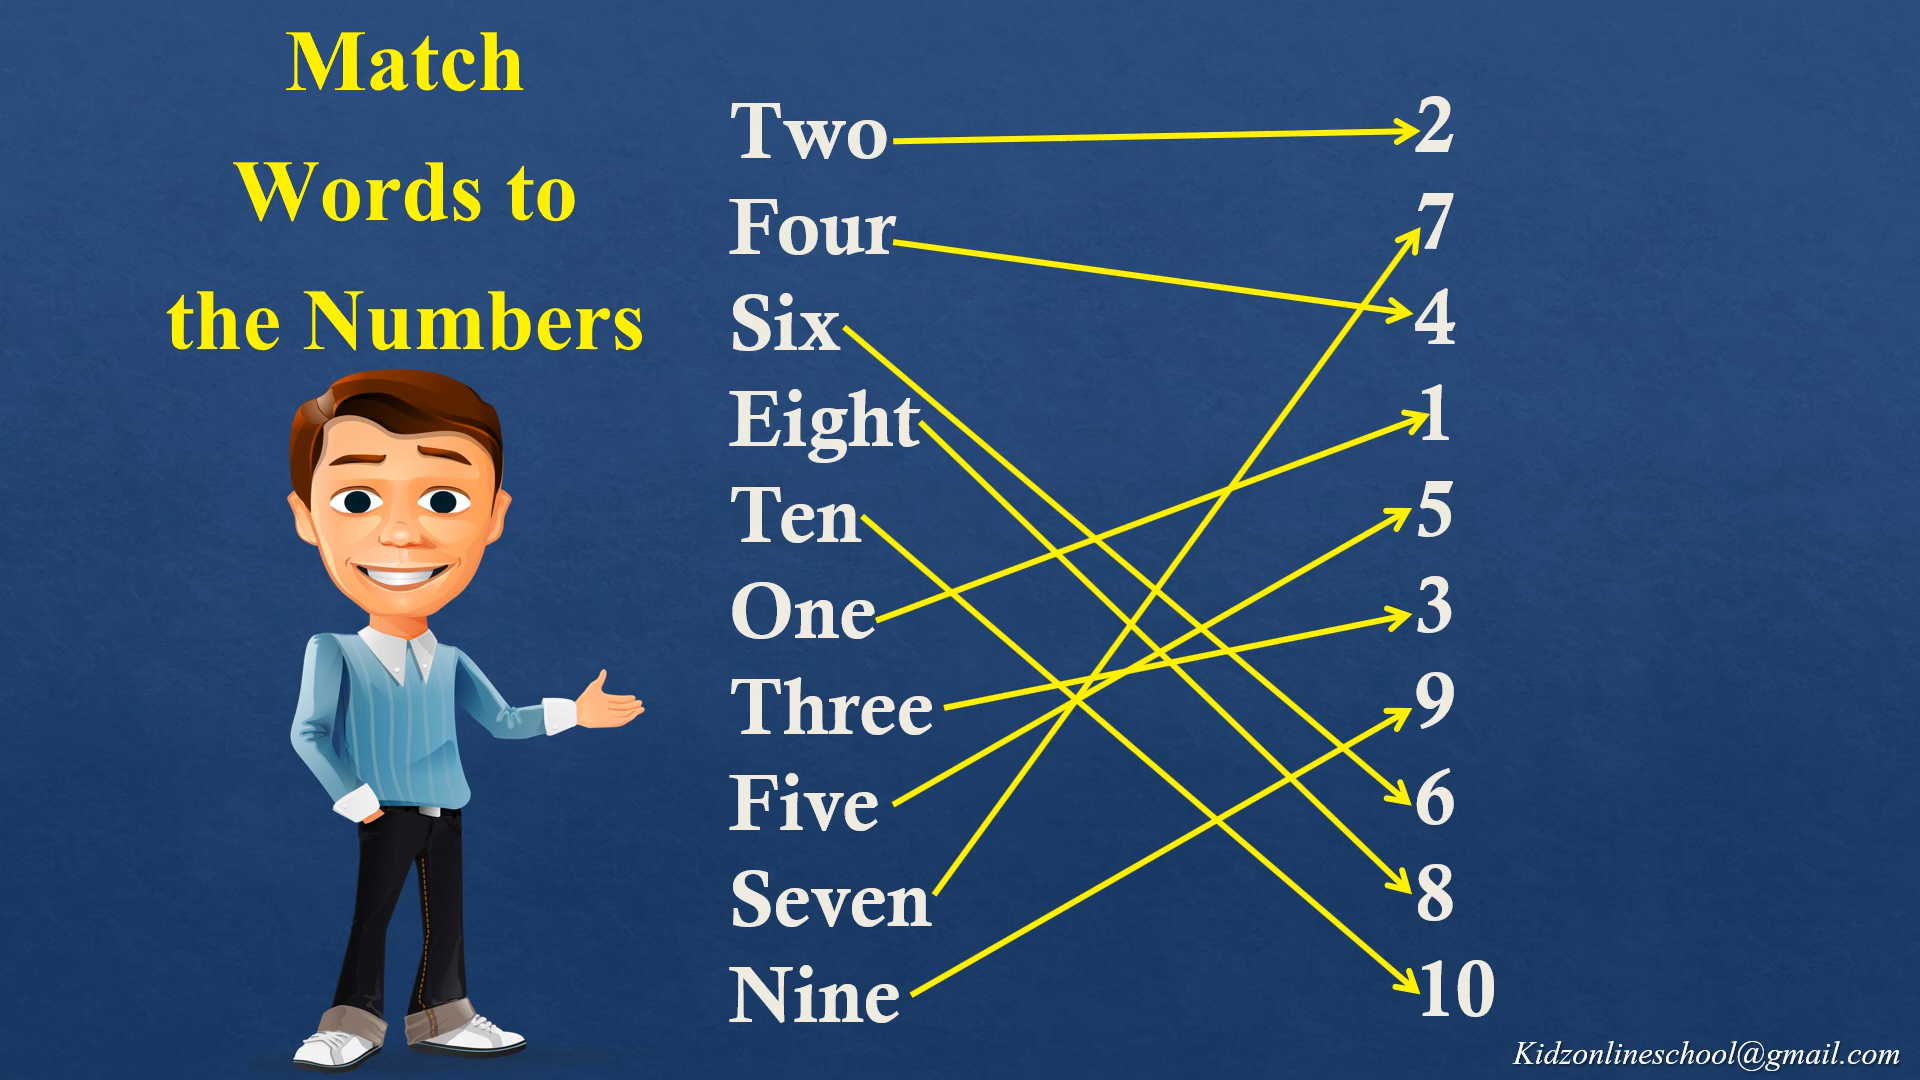 Match
Words to
the Numbers
Two 2
Four 7
Six 4
Eight 1
Ten 5
One 3
Three 9
Five 6
Seven 8
Nine 10
Kidzonlineschool@gmail.com